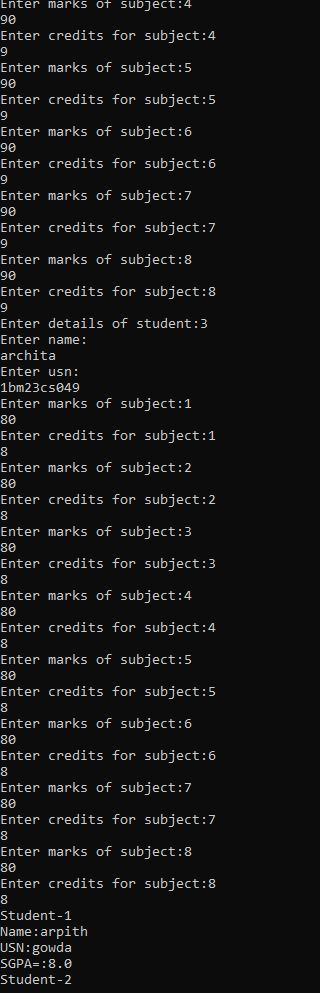 Enter marks of subject:4
90
Enter credits for subject:4
9
Enter marks of subject:5
90
Enter credits for subject:5
9
Enter marks of subject:6
90
Enter credits for subject:6
9
Enter marks of subject:7
90
Enter credits for subject:7
9
Enter marks of subject:8
90
Enter credits for subject:8
9
Enter details of student:3
Enter name:
archita
Enter usn:
1bm23cs049
Enter marks of subject:1
80
Enter credits for subject:1
8
Enter marks of subject:2
80
Enter credits for subject:2
8
Enter marks of subject:3
80
Enter credits for subject:3
8
Enter marks of subject:4
80
Enter credits for subject:4
8
Enter marks of subject:5
80
Enter credits for subject:5
8
Enter marks of subject:6
80
Enter credits for subject:6
8
Enter marks of subject:7
80
Enter credits for subject:7
8
Enter marks of subject:8
80
Enter credits for subject:8
8
Student-1
Name:arpith
USN:gowda
SGPA=:8.0
Student-2